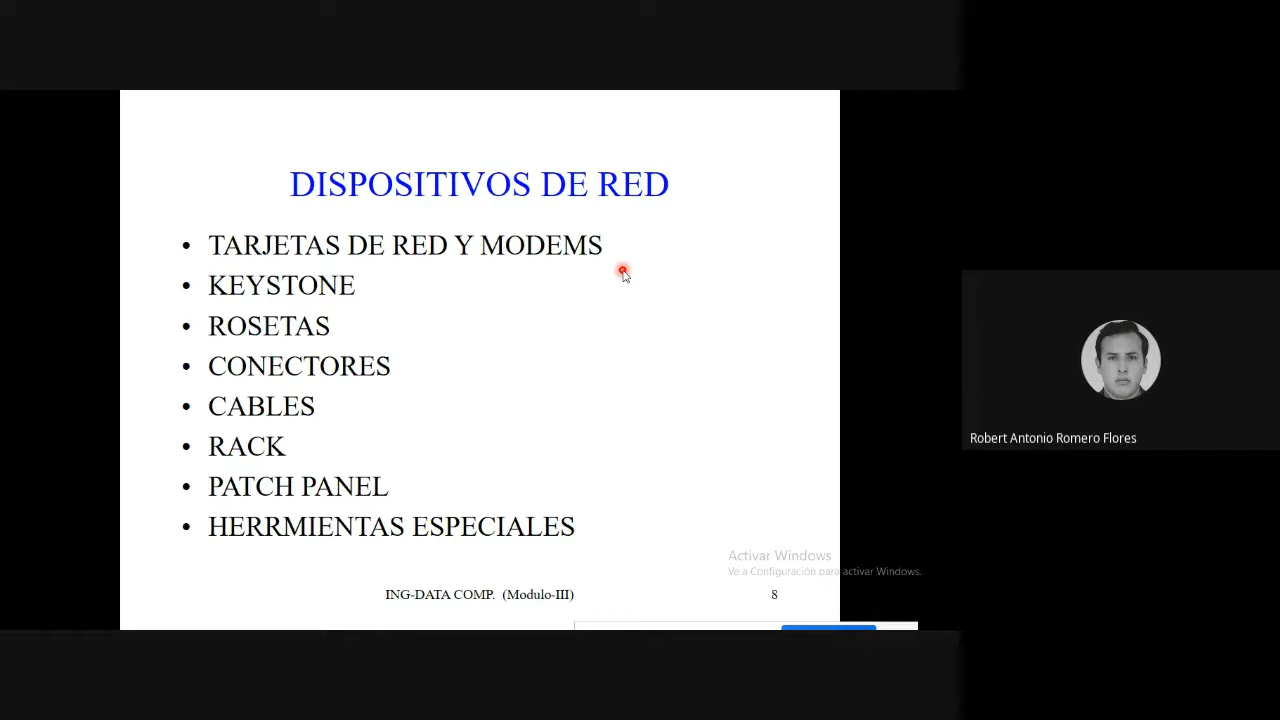 DISPOSITIVOS DE RED
• TARJETAS DE RED Y MODEMS
• KEYSTONE
• ROSETAS
• CONECTORES
• CABLES
• RACK
• PATCH PANEL
• HERRMIENTAS ESPECIALES
Robert Antonio Romero Flores
Activar Windows
Ve a Configuración para activar Windows.
ING-DATA COMP. (Modulo-III)
8